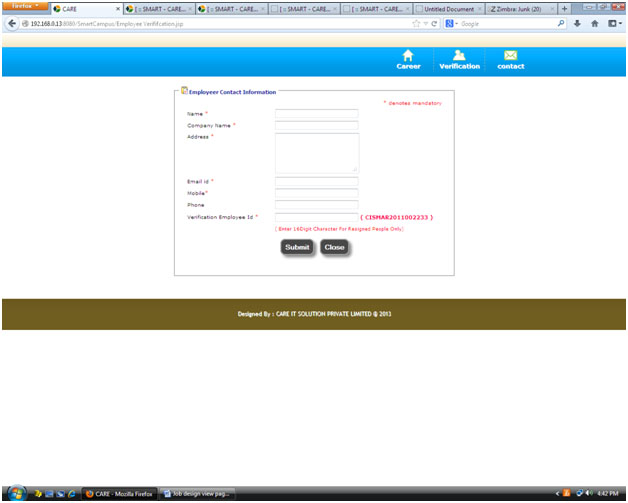 Firefox
CARE
[ :: SMART - CARE...
[ :: SMART - CARE...
[ :: SMART - CARE...
[ :: SMART - CARE...
Untitled Document
Zimbra: Junk (20)
192.168.0.13:8080/SmartCampus/Employee Verification.jsp
Google
Career
Verification
contact
Employeer Contact Information
* denotes mandatory
Name *
Company Name *
Address *
Email Id *
Mobile*
Phone
Verification Employee Id *
( CISMAR2011002233 )
( Enter 16Digit Character For Resigned People Only)
Submit
Close
Designed By : CARE IT SOLUTION PRIVATE LIMITED @ 2013
CARE - Mozilla Firefox
Job design view pag...
4:42 PM